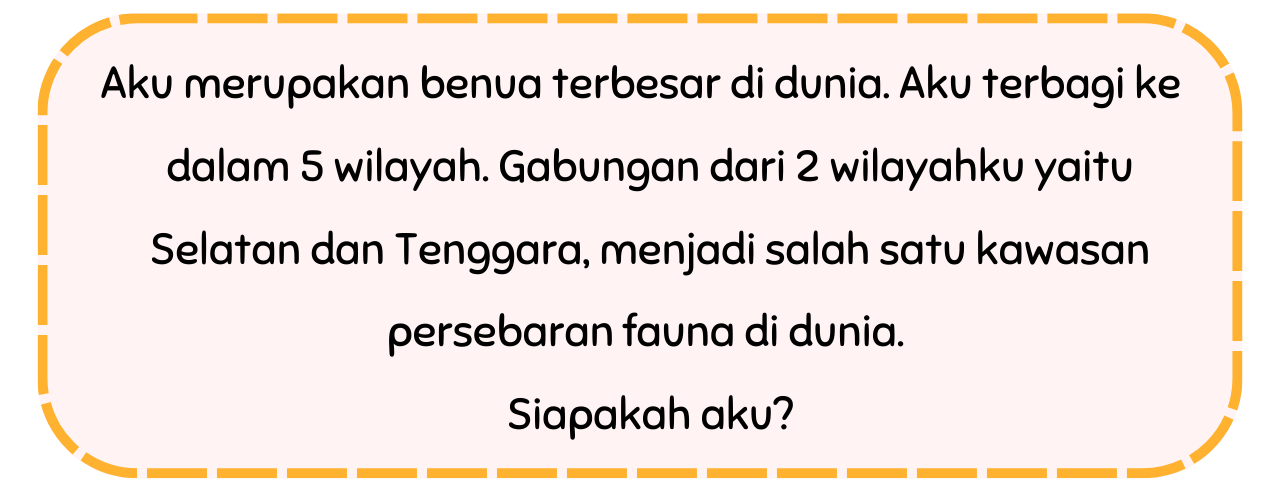 Aku merupakan benua terbesar di dunia. Aku terbagi ke
dalam 5 wilayah. Gabungan dari 2 wilayahku yaitu
Selatan dan Tenggara, menjadi salah satu kawasan
persebaran fauna di dunia.
Siapakah aku?